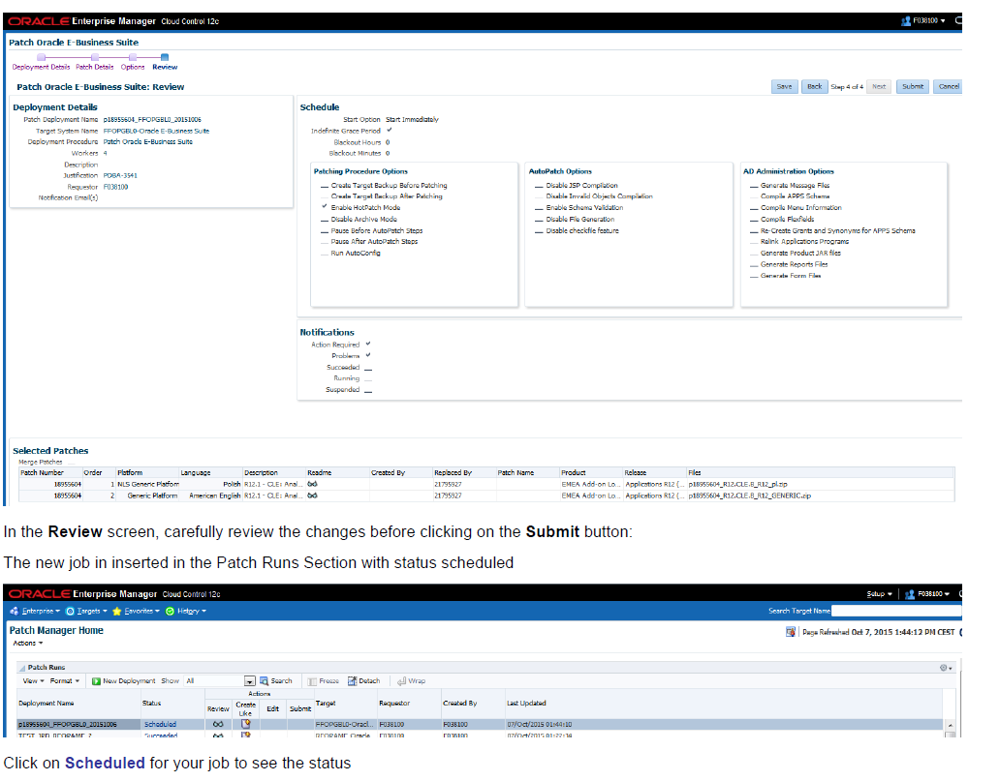 ORACLE Enterprise Manager Cloud Control 12c
F038100
Patch Oracle E-Business Suite
Deployment Details Patch Details Options Review
Patch Oracle E-Business Suite: Review
Save Back Step 4 of 4 Next Submit Cancel
Deployment Details
Patch Deployment Name p18955604_FFOPGBL0_20151006
Target System Name FFOPGBL0-Oracle E-Business Suite
Deployment Procedure Patch Oracle E-Business Suite
Workers 4
Description
Justification PDBA-3541
Requestor F038100
Notification Email(s)
Schedule
Start Option Start Immediately
Indefinite Grace Period
Blackout Hours 0
Blackout Minutes 0
Patching Procedure Options
Create Target Backup Before Patching
Create Target Backup After Patching
Enable HotPatch Mode
Disable Archive Mode
Pause Before AutoPatch Steps
Pause After AutoPatch Steps
Run AutoConfig
AutoPatch Options
Disable JSP Compilation
Disable Invalid Objects Compilation
Enable Schema Validation
Disable File Generation
Disable checkfile feature
AD Administration Options
Generate Message Files
Compile APPS Schema
Compile Menu Information
Compile Flexfields
Re-Create Grants and Synonyms for APPS Schema
Relink Applications Programs
Generate Product JAR files
Generate Reports Files
Generate Form Files
Notifications
Action Required
Problems
Succeeded
Running
Suspended
Selected Patches
Merge Patches
Patch Number Order Platform Language Description Readme Created By Replaced By Patch Name Product Release Files
18955604 1 NLS Generic Platform Polish R12.1 - CLE: Anal... 21795927 EMEA Add-on Lo... Applications R12 (... p18955604_R12.CLE.B_R12_pl.zip
18955604 2 Generic Platform American English R12.1 - CLE: Anal... 21795927 EMEA Add-on Lo... Applications R12 (... p18955604_R12.CLE.B_R12_GENERIC.zip
In the Review screen, carefully review the changes before clicking on the Submit button:
The new job in inserted in the Patch Runs Section with status scheduled
ORACLE Enterprise Manager Cloud Control 12c
Setup F038100
Enterprise Targets Favorites History
Search Target Name
Patch Manager Home
Page Refreshed Oct 7, 2015 1:44:12 PM CEST
Actions
Patch Runs
View Format New Deployment Show All Search Freeze Detach Wrap
Deployment Name Status Actions Review Create Like Edit Submit Target Requestor Created By Last Updated
p18955604_FFOPGBL0_20151006 Scheduled FFOPGBL0-Oracl... F038100 F038100 07/Oct/2015 01:44:10
Succeeded
Click on Scheduled for your job to see the status